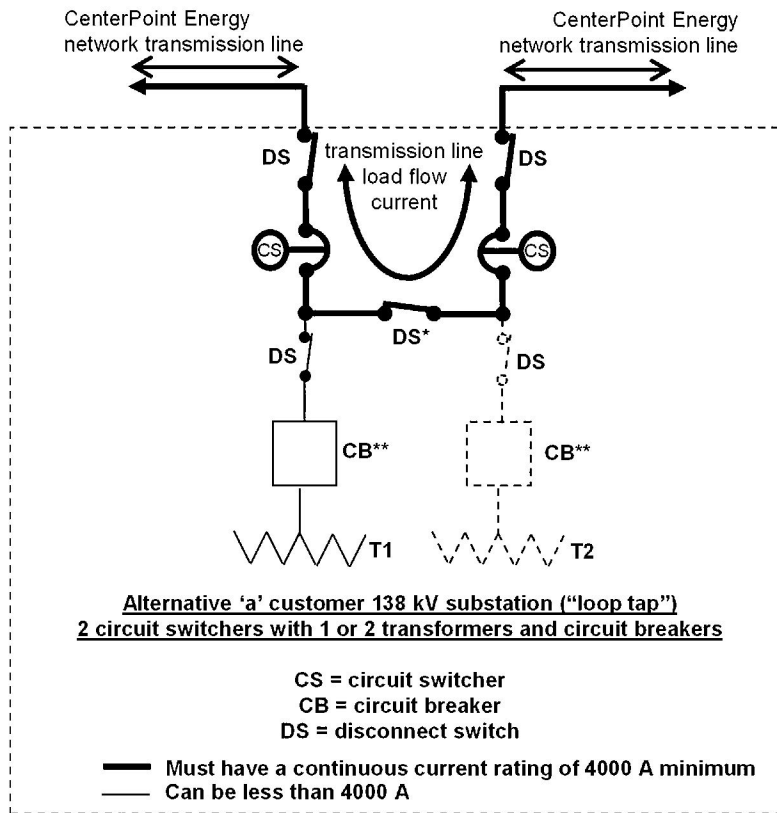 CenterPoint Energy
network transmission line
CenterPoint Energy
network transmission line
DS
transmission line
load flow
current
DS
CS
CS
DS*
DS
DS
CB**
CB**
T1
T2
Alternative ‘a’ customer 138 kV substation (“loop tap”)
2 circuit switchers with 1 or 2 transformers and circuit breakers
CS = circuit switcher
CB = circuit breaker
DS = disconnect switch
Must have a continuous current rating of 4000 A minimum
Can be less than 4000 A